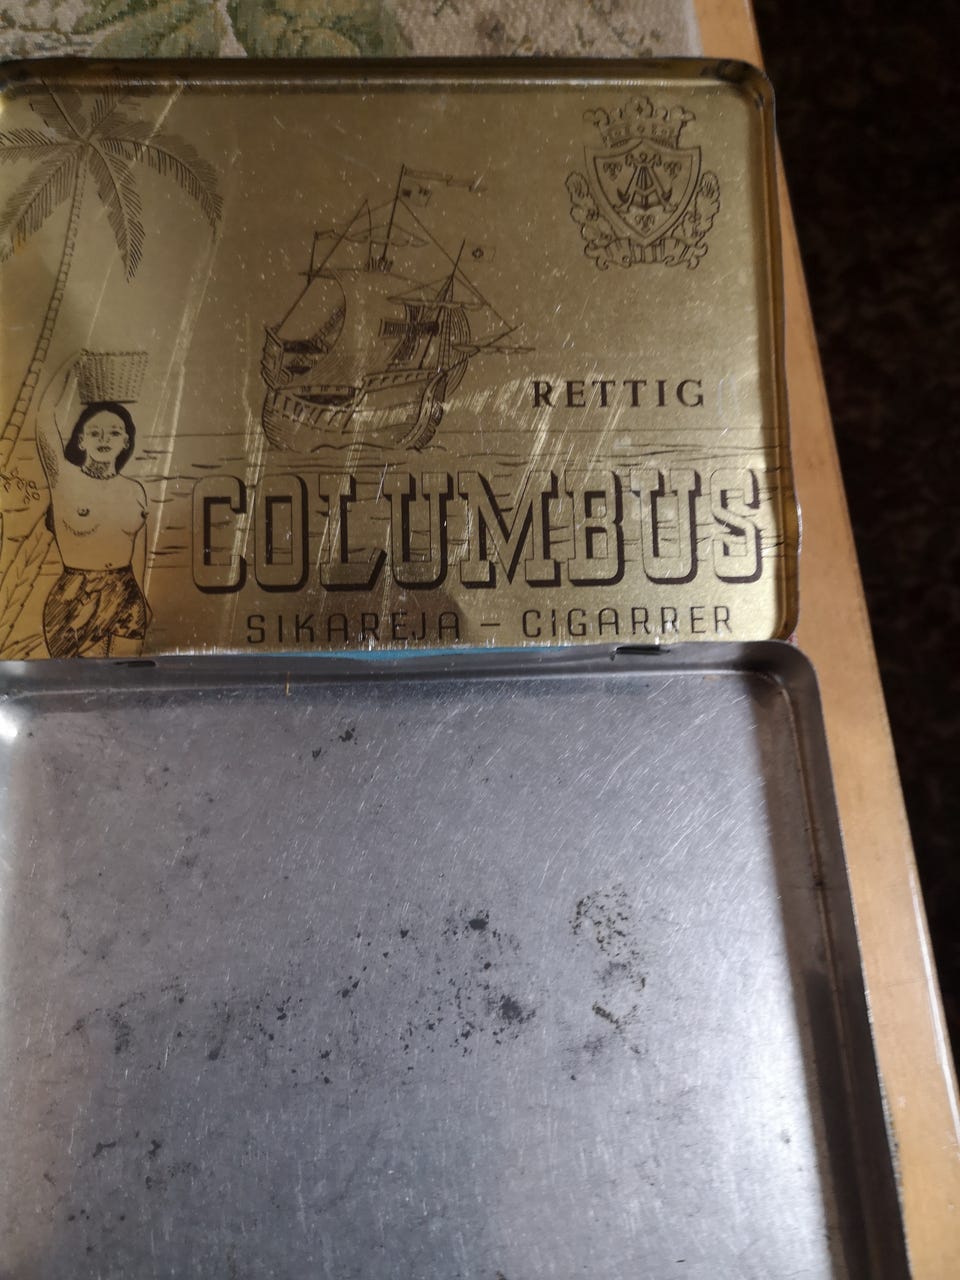 RETTIG
COLUMBUS
SIKAREJA – CIGARRER